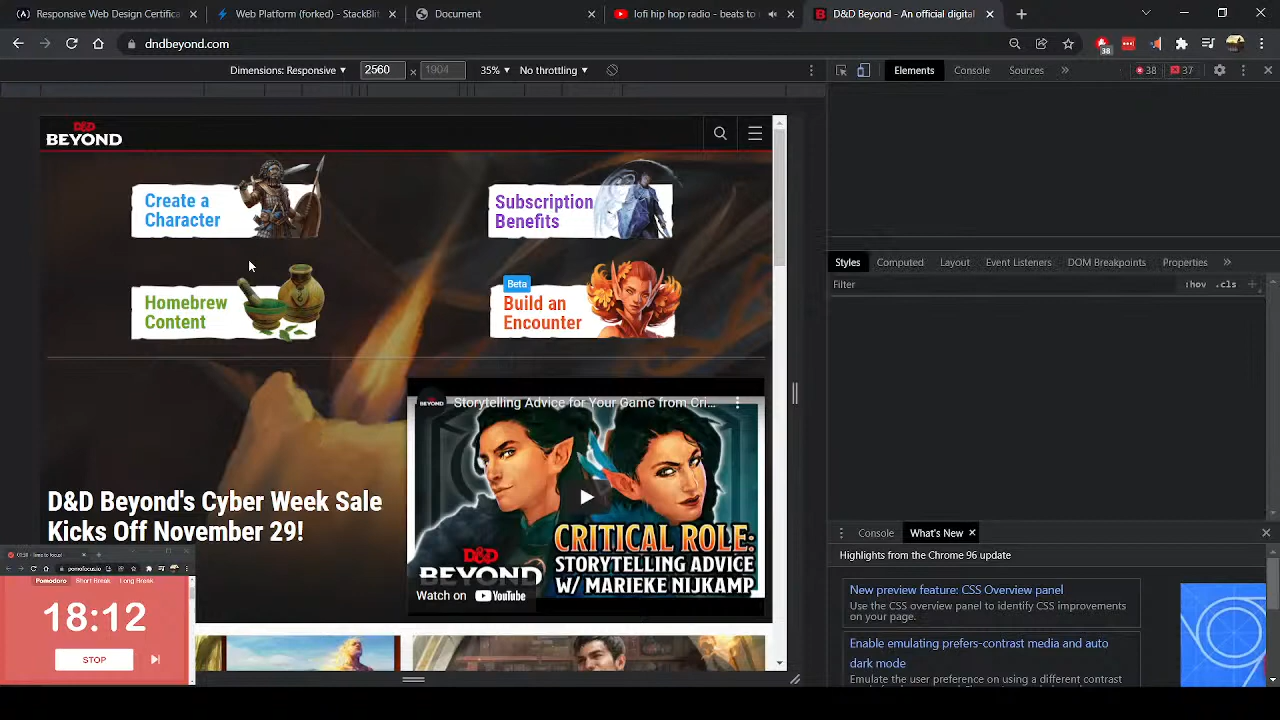 Responsive Web Design Certifica
Web Platform (forked) - StackBlit
Document
lofi hip hop radio - beats to
D&D Beyond - An official digital
dndbeyond.com
38
Dimensions: Responsive
2560
x
1904
35%
No throttling
Elements
Console
Sources
38
37
D&D
BEYOND
Create a
Character
Subscription
Benefits
Homebrew
Content
Beta
Build an
Encounter
Styles
Computed
Layout
Event Listeners
DOM Breakpoints
Properties
Filter
:hov
.cls
BEYOND
Storytelling Advice for Your Game from Cri...
D&D Beyond's Cyber Week Sale
Kicks Off November 29!
CRITICAL ROLE:
STORYTELLING ADVICE
W/ MARIEKE NIJKAMP
D&D
BEYOND
Watch on
YouTube
Console
What's New
Highlights from the Chrome 96 update
New preview feature: CSS Overview panel
Use the CSS overview panel to identify CSS improvements
on your page.
Enable emulating prefers-contrast media and auto
dark mode
Emulate the user preference on using a different contrast
pomofocus.io
Pomodoro
Short Break
Long Break
18:12
STOP